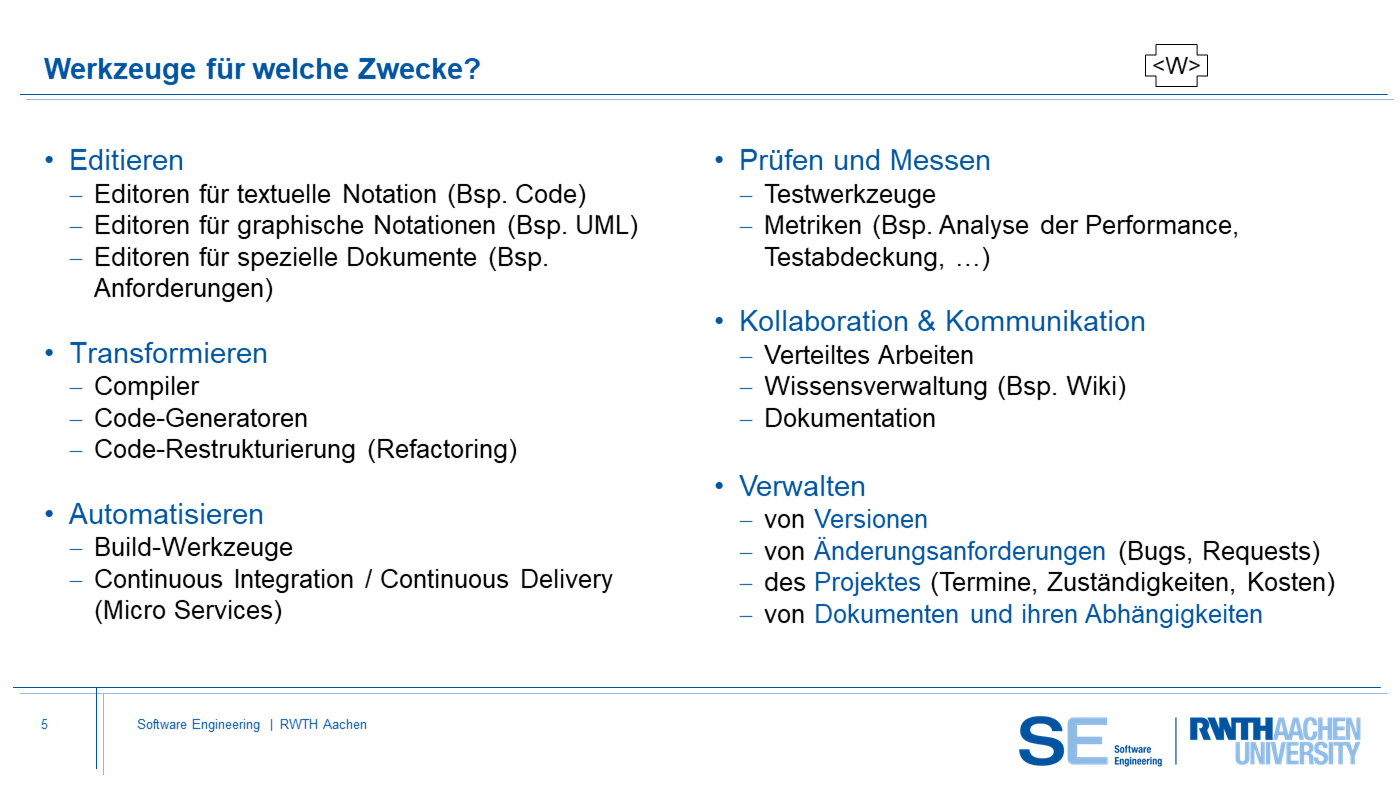 Werkzeuge für welche Zwecke?
<W>
• Editieren
– Editoren für textuelle Notation (Bsp. Code)
– Editoren für graphische Notationen (Bsp. UML)
– Editoren für spezielle Dokumente (Bsp.
Anforderungen)
• Transformieren
– Compiler
– Code-Generatoren
– Code-Restrukturierung (Refactoring)
• Automatisieren
– Build-Werkzeuge
– Continuous Integration / Continuous Delivery
(Micro Services)
• Prüfen und Messen
– Testwerkzeuge
– Metriken (Bsp. Analyse der Performance,
Testabdeckung, …)
• Kollaboration & Kommunikation
– Verteiltes Arbeiten
– Wissensverwaltung (Bsp. Wiki)
– Dokumentation
• Verwalten
– von Versionen
– von Änderungsanforderungen (Bugs, Requests)
– des Projektes (Termine, Zuständigkeiten, Kosten)
– von Dokumenten und ihren Abhängigkeiten
5
Software Engineering | RWTH Aachen
SE Software
Engineering
RWTHAACHEN
UNIVERSITY